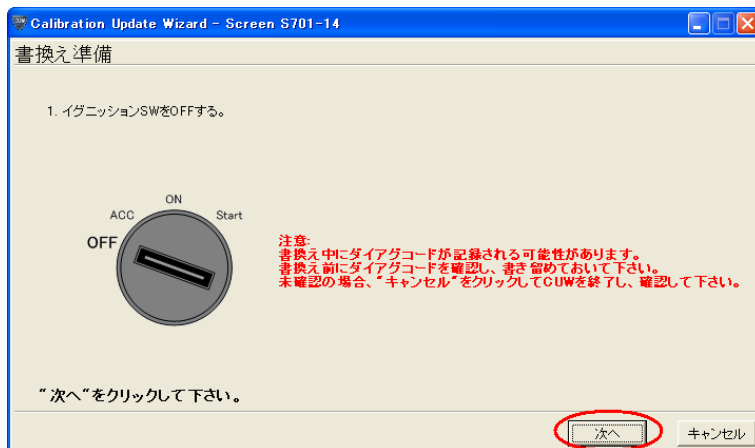 Calibration Update Wizard - Screen S701-14
書換え準備
1. イグニッションSWをOFFする。
ON
ACC
Start
OFF
注意:
書換え中にダイアグコードが記録される可能性があります。
書換え前にダイアグコードを確認し、書き留めておいて下さい。
未確認の場合、"キャンセル"をクリックしてCUWを終了し、確認して下さい。
"次へ"をクリックして下さい。
次へ
キャンセル